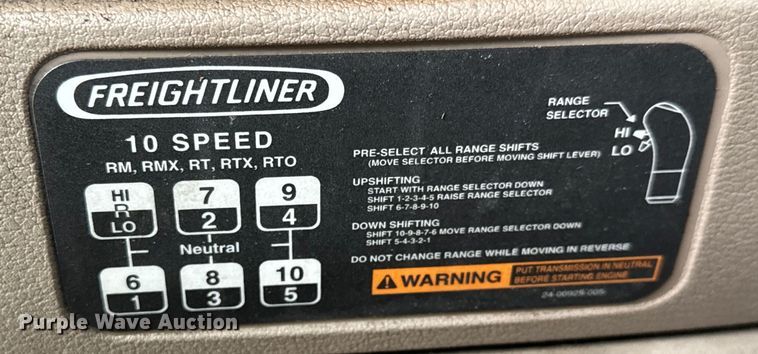 FREIGHTLINER
10 SPEED
RM, RMX, RT, RTX, RTO
HI
R
LO
7
2
9
4
Neutral
6
1
8
3
10
5
RANGE
SELECTOR
HI
LO
PRE-SELECT ALL RANGE SHIFTS
(MOVE SELECTOR BEFORE MOVING SHIFT LEVER)
UPSHIFTING
START WITH RANGE SELECTOR DOWN
SHIFT 1-2-3-4-5 RAISE RANGE SELECTOR
SHIFT 6-7-8-9-10
DOWN SHIFTING
SHIFT 10-9-8-7-6 MOVE RANGE SELECTOR DOWN
SHIFT 5-4-3-2-1
DO NOT CHANGE RANGE WHILE MOVING IN REVERSE
WARNING
PUT TRANSMISSION IN NEUTRAL
BEFORE STARTING ENGINE
24-00925-005
Purple Wave Auction